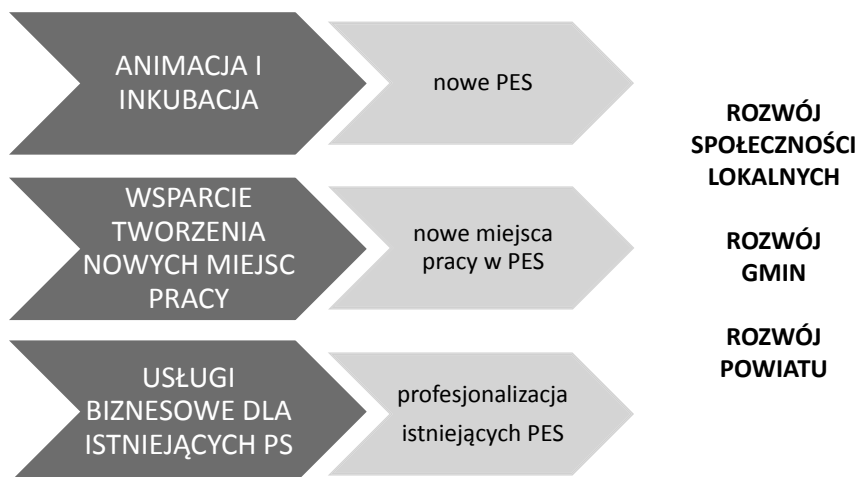 ANIMACJA I
INKUBACJA
nowe PES
WSPARCIE
TWORZENIA
NOWYCH MIEJSC
PRACY
nowe miejsca
pracy w PES
USŁUGI
BIZNESOWE DLA
ISTNIEJĄCYCH PS
profesjonalizacja
istniejących PES
ROZWÓJ
SPOŁECZNOŚCI
LOKALNYCH
ROZWÓJ
GMIN
ROZWÓJ
POWIATU